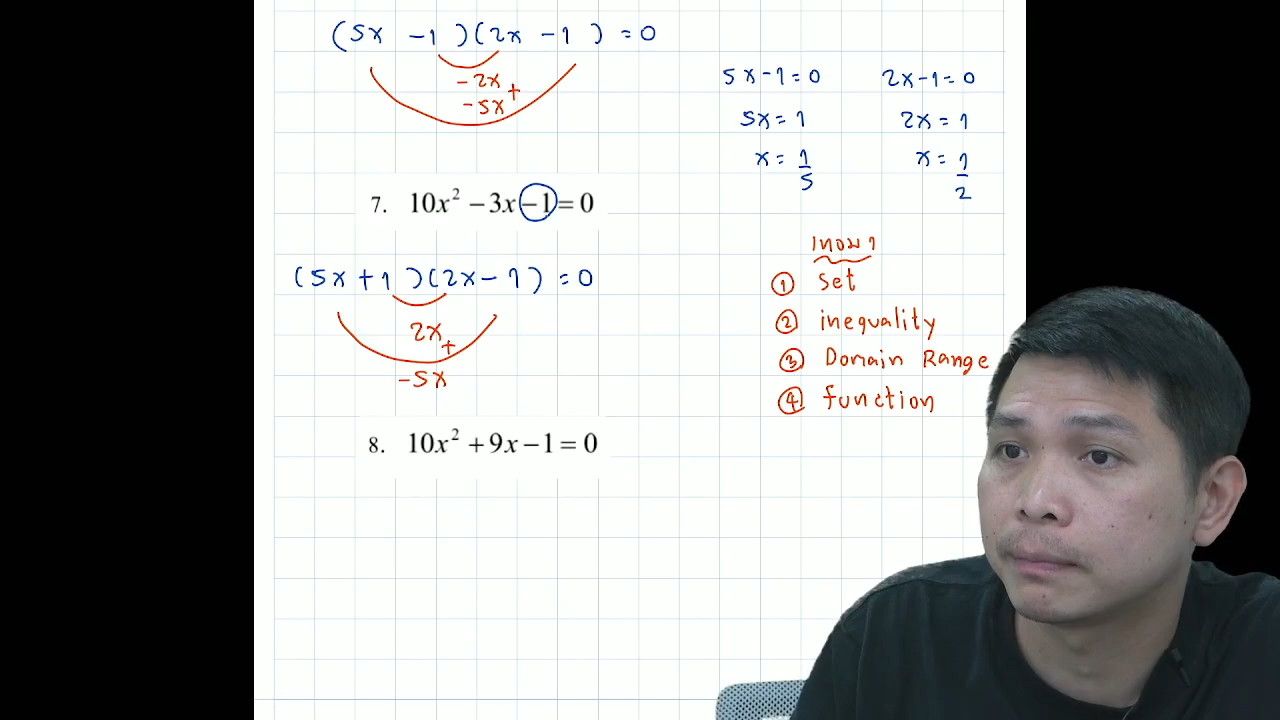 (5x -1)(2x -1) = 0
-2x +
-5x
5x-1=0 2x-1=0
5x=1 2x=1
x=1/5 x=1/2
7. 10x² − 3x −1 = 0
(5x+1)(2x-1) = 0
2x +
-5x
เทอม 1
① set
② inequality
③ Domain Range
④ function
8. 10x² + 9x − 1 = 0